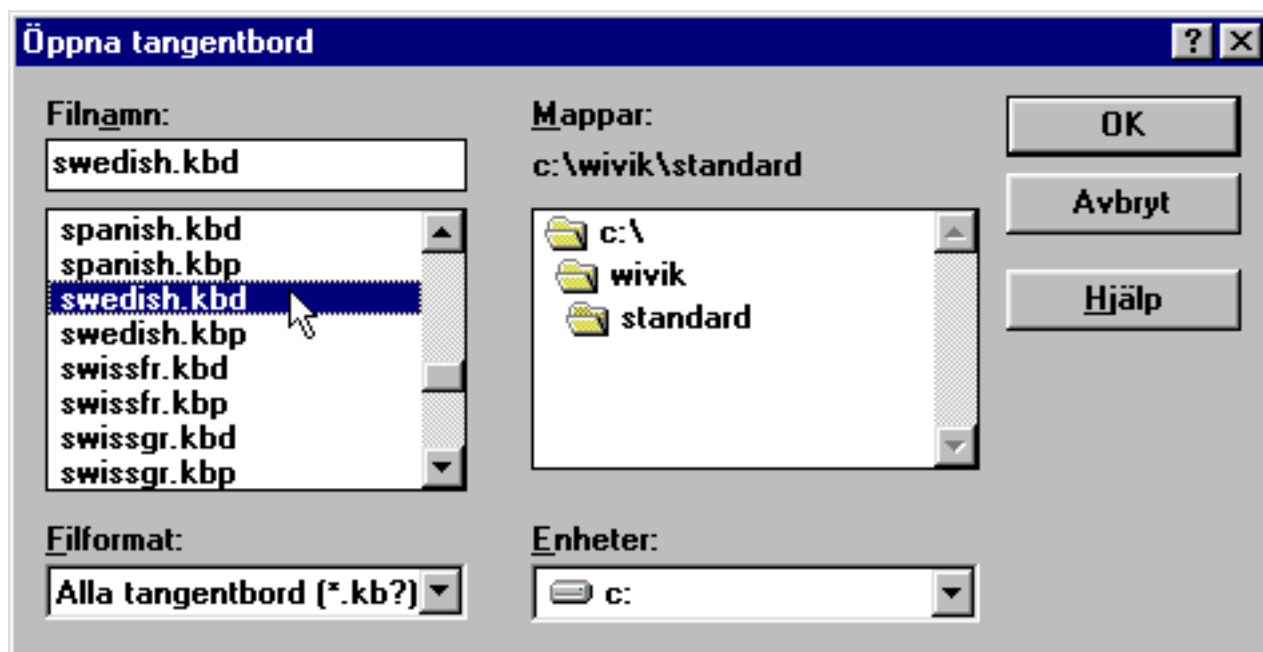 Öppna tangentbord
Filnamn:
swedish.kbd
spanish.kbd
spanish.kbp
swedish.kbd
swedish.kbp
swissfr.kbd
swissfr.kbp
swissgr.kbd
swissgr.kbp
Filformat:
Alla tangentbord (*.kb?)
Mappar:
c:\wivik\standard
c:\
wivik
standard
Enheter:
c:
OK
Avbryt
Hjälp